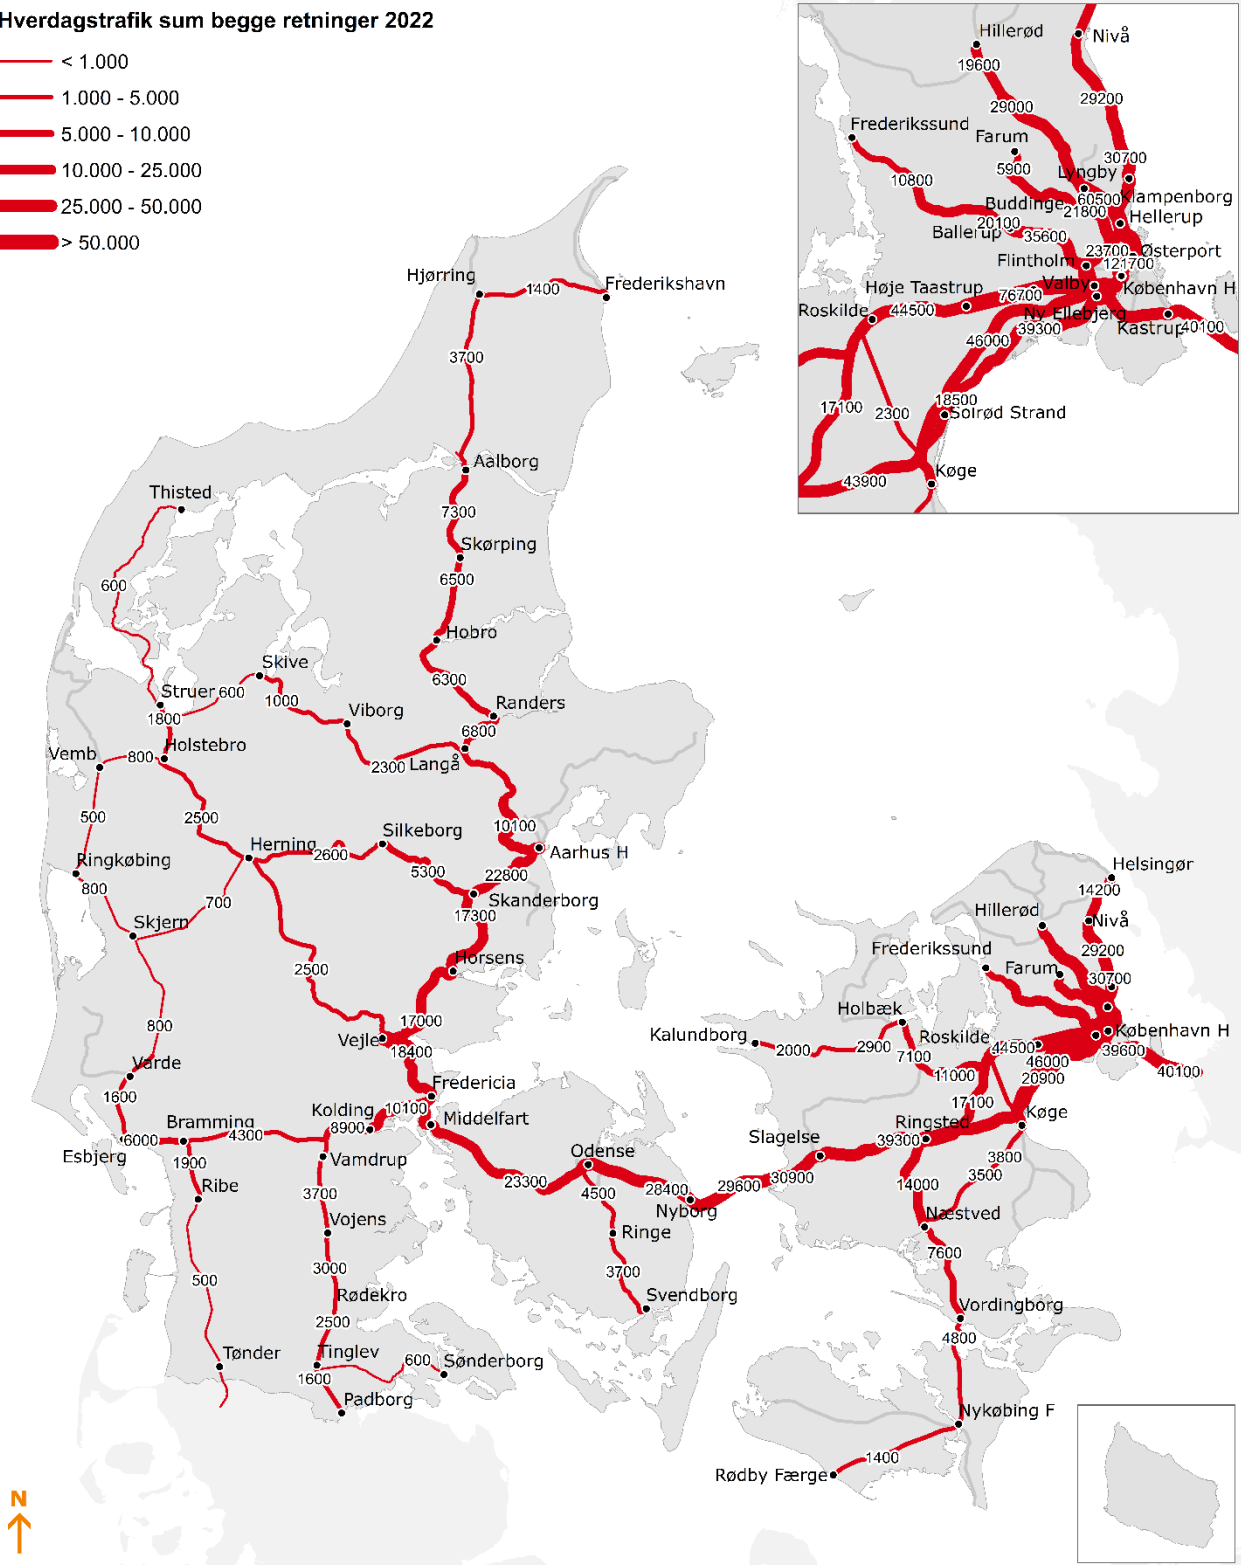 Hverdagstrafik sum begge retninger 2022
< 1.000
1.000 - 5.000
5.000 - 10.000
10.000 - 25.000
25.000 - 50.000
> 50.000
Hillerød
Nivå
19600
29000
29200
Frederikssund
Farum
30700
5900
Lyngby
10800
60500
Klampenborg
Buddinge
21800
Hellerup
20100
Ballerup
35600
23700
Østerport
Flintholm
121700
Høje Taastrup
76700
Valby
København H
Roskilde
44500
Ny Ellebjerg
39300
Kastrup
40100
46000
17100
2300
18500
Solrød Strand
43900
Køge
Hjørring
1400
Frederikshavn
3700
Aalborg
Thisted
7300
Skørping
600
6500
Hobro
Skive
6300
Struer
600
1000
Viborg
Randers
1800
6800
Holstebro
Vemb
800
2300
Langå
500
2500
10100
Herning
2600
Silkeborg
Aarhus H
Ringkøbing
800
5300
22800
700
Skanderborg
17300
Skjern
2500
Horsens
800
17000
Vejle
18400
Varde
1600
Fredericia
Kolding
10100
Middelfart
Bramming
8900
6000
4300
Esbjerg
1900
Vamdrup
Ribe
3700
Vojens
500
3000
Rødekro
2500
Tønder
Tinglev
600
Sønderborg
1600
Padborg
Odense
23300
4500
28400
Nyborg
29600
Ringe
3700
Svendborg
Helsingør
14200
Hillerød
Nivå
Frederikssund
29200
Farum
30700
Holbæk
Kalundborg
Roskilde
København H
2000
2900
7100
44500
46000
39600
11000
20900
40100
17100
Køge
Ringsted
Slagelse
39300
3800
30900
3500
14000
Næstved
7600
Vordingborg
4800
Nykøbing F
1400
Rødby Færge
N